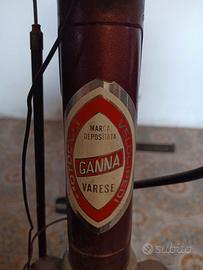 MARCA
DEPOSITATA
GANNA
VARESE
subito